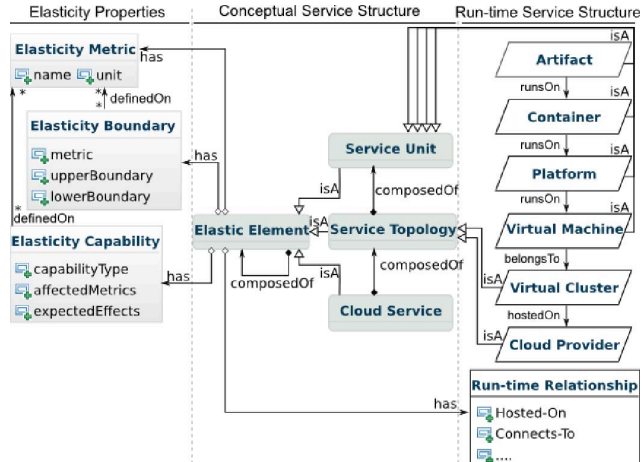 Elasticity Properties
Conceptual Service Structure
Run-time Service Structure
Elasticity Metric
name unit
* * *
definedOn
has
Elasticity Boundary
metric
upperBoundary
lowerBoundary
has
*
definedOn
Elasticity Capability
capabilityType
affectedMetrics
expectedEffects
has
isA
Service Unit
isA
composedOf
Elastic Element
isA
Service Topology
composedOf
isA
composedOf
Cloud Service
has
isA
Artifact
isA
runsOn
Container
isA
runsOn
Platform
isA
runsOn
Virtual Machine
belongsTo
Virtual Cluster
isA
hostedOn
Cloud Provider
isA
Run-time Relationship
Hosted-On
Connects-To
....